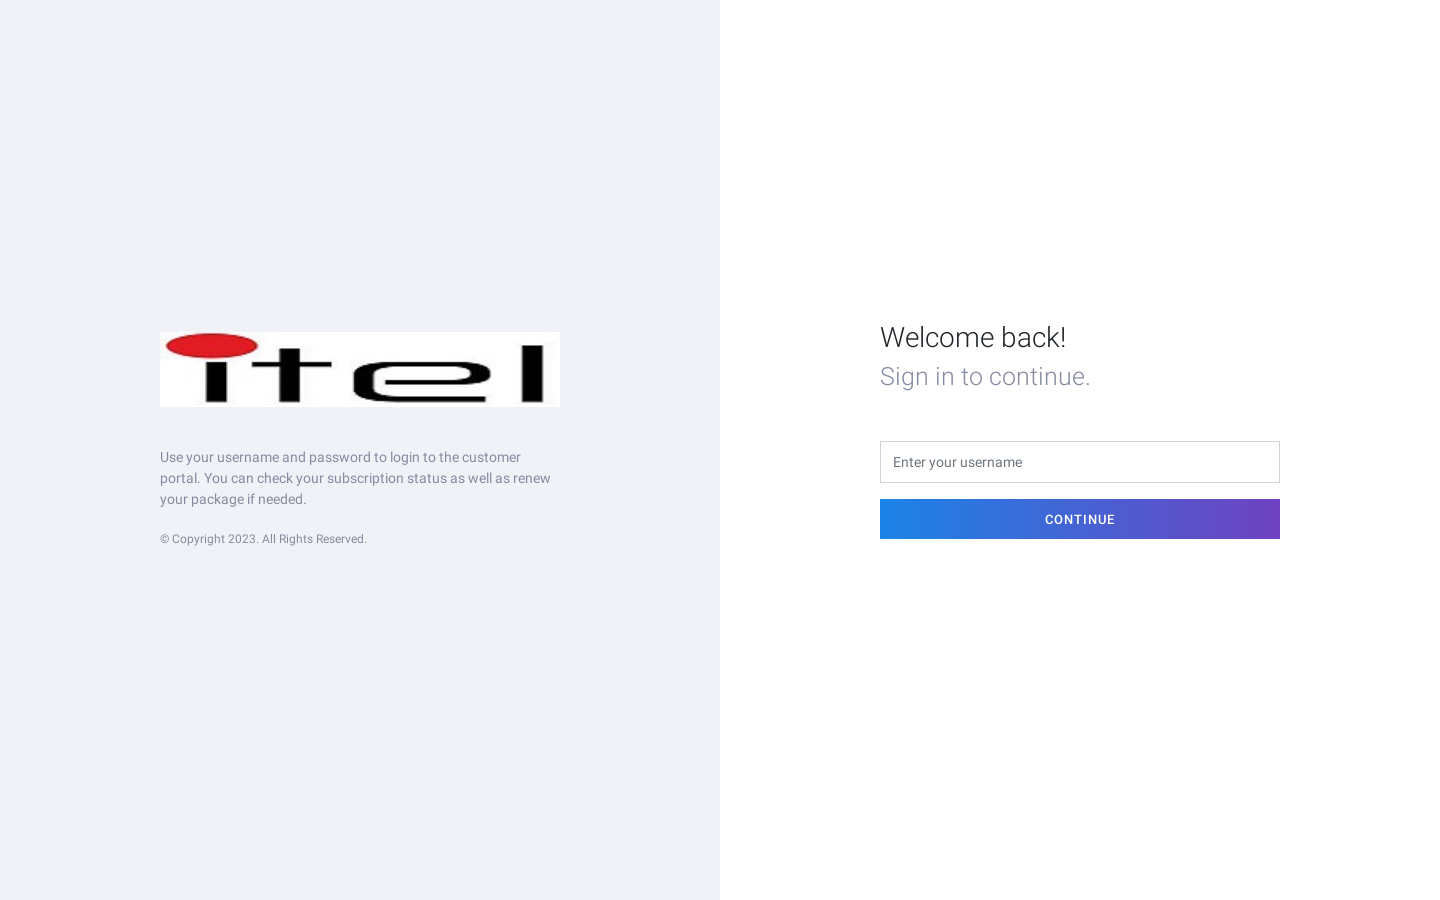 itel
Use your username and password to login to the customer
portal. You can check your subscription status as well as renew
your package if needed.
© Copyright 2023. All Rights Reserved.
Welcome back!
Sign in to continue.
Enter your username
CONTINUE